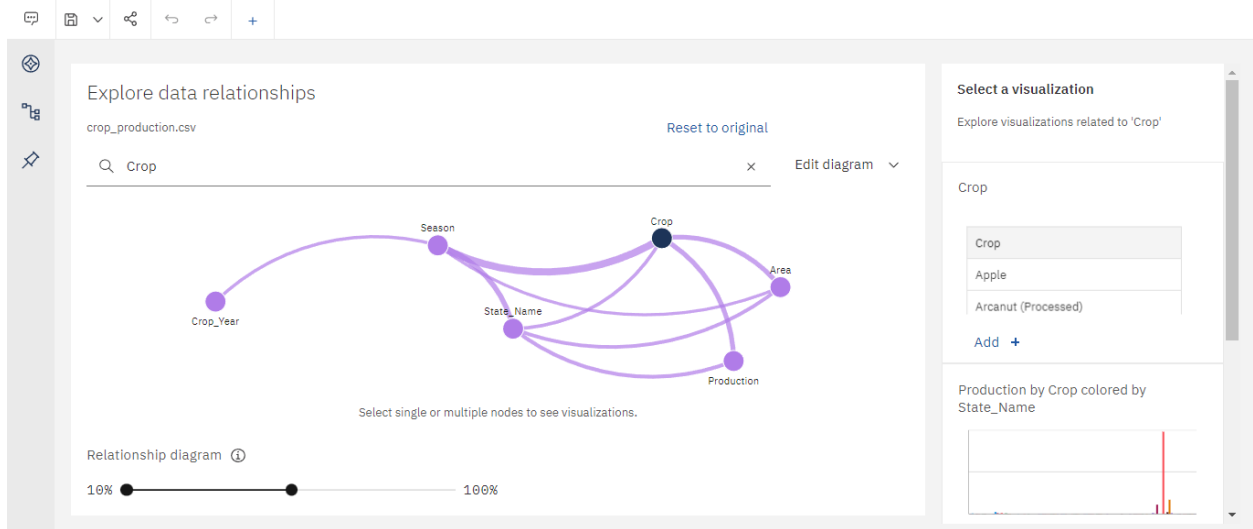 Explore data relationships
crop_production.csv
Reset to original
Crop
Edit diagram
Season
Crop
Area
Crop_Year
State_Name
Production
Select single or multiple nodes to see visualizations.
Relationship diagram
10%
100%
Select a visualization
Explore visualizations related to 'Crop'
Crop
Crop
Apple
Arcanut (Processed)
Add +
Production by Crop colored by
State_Name